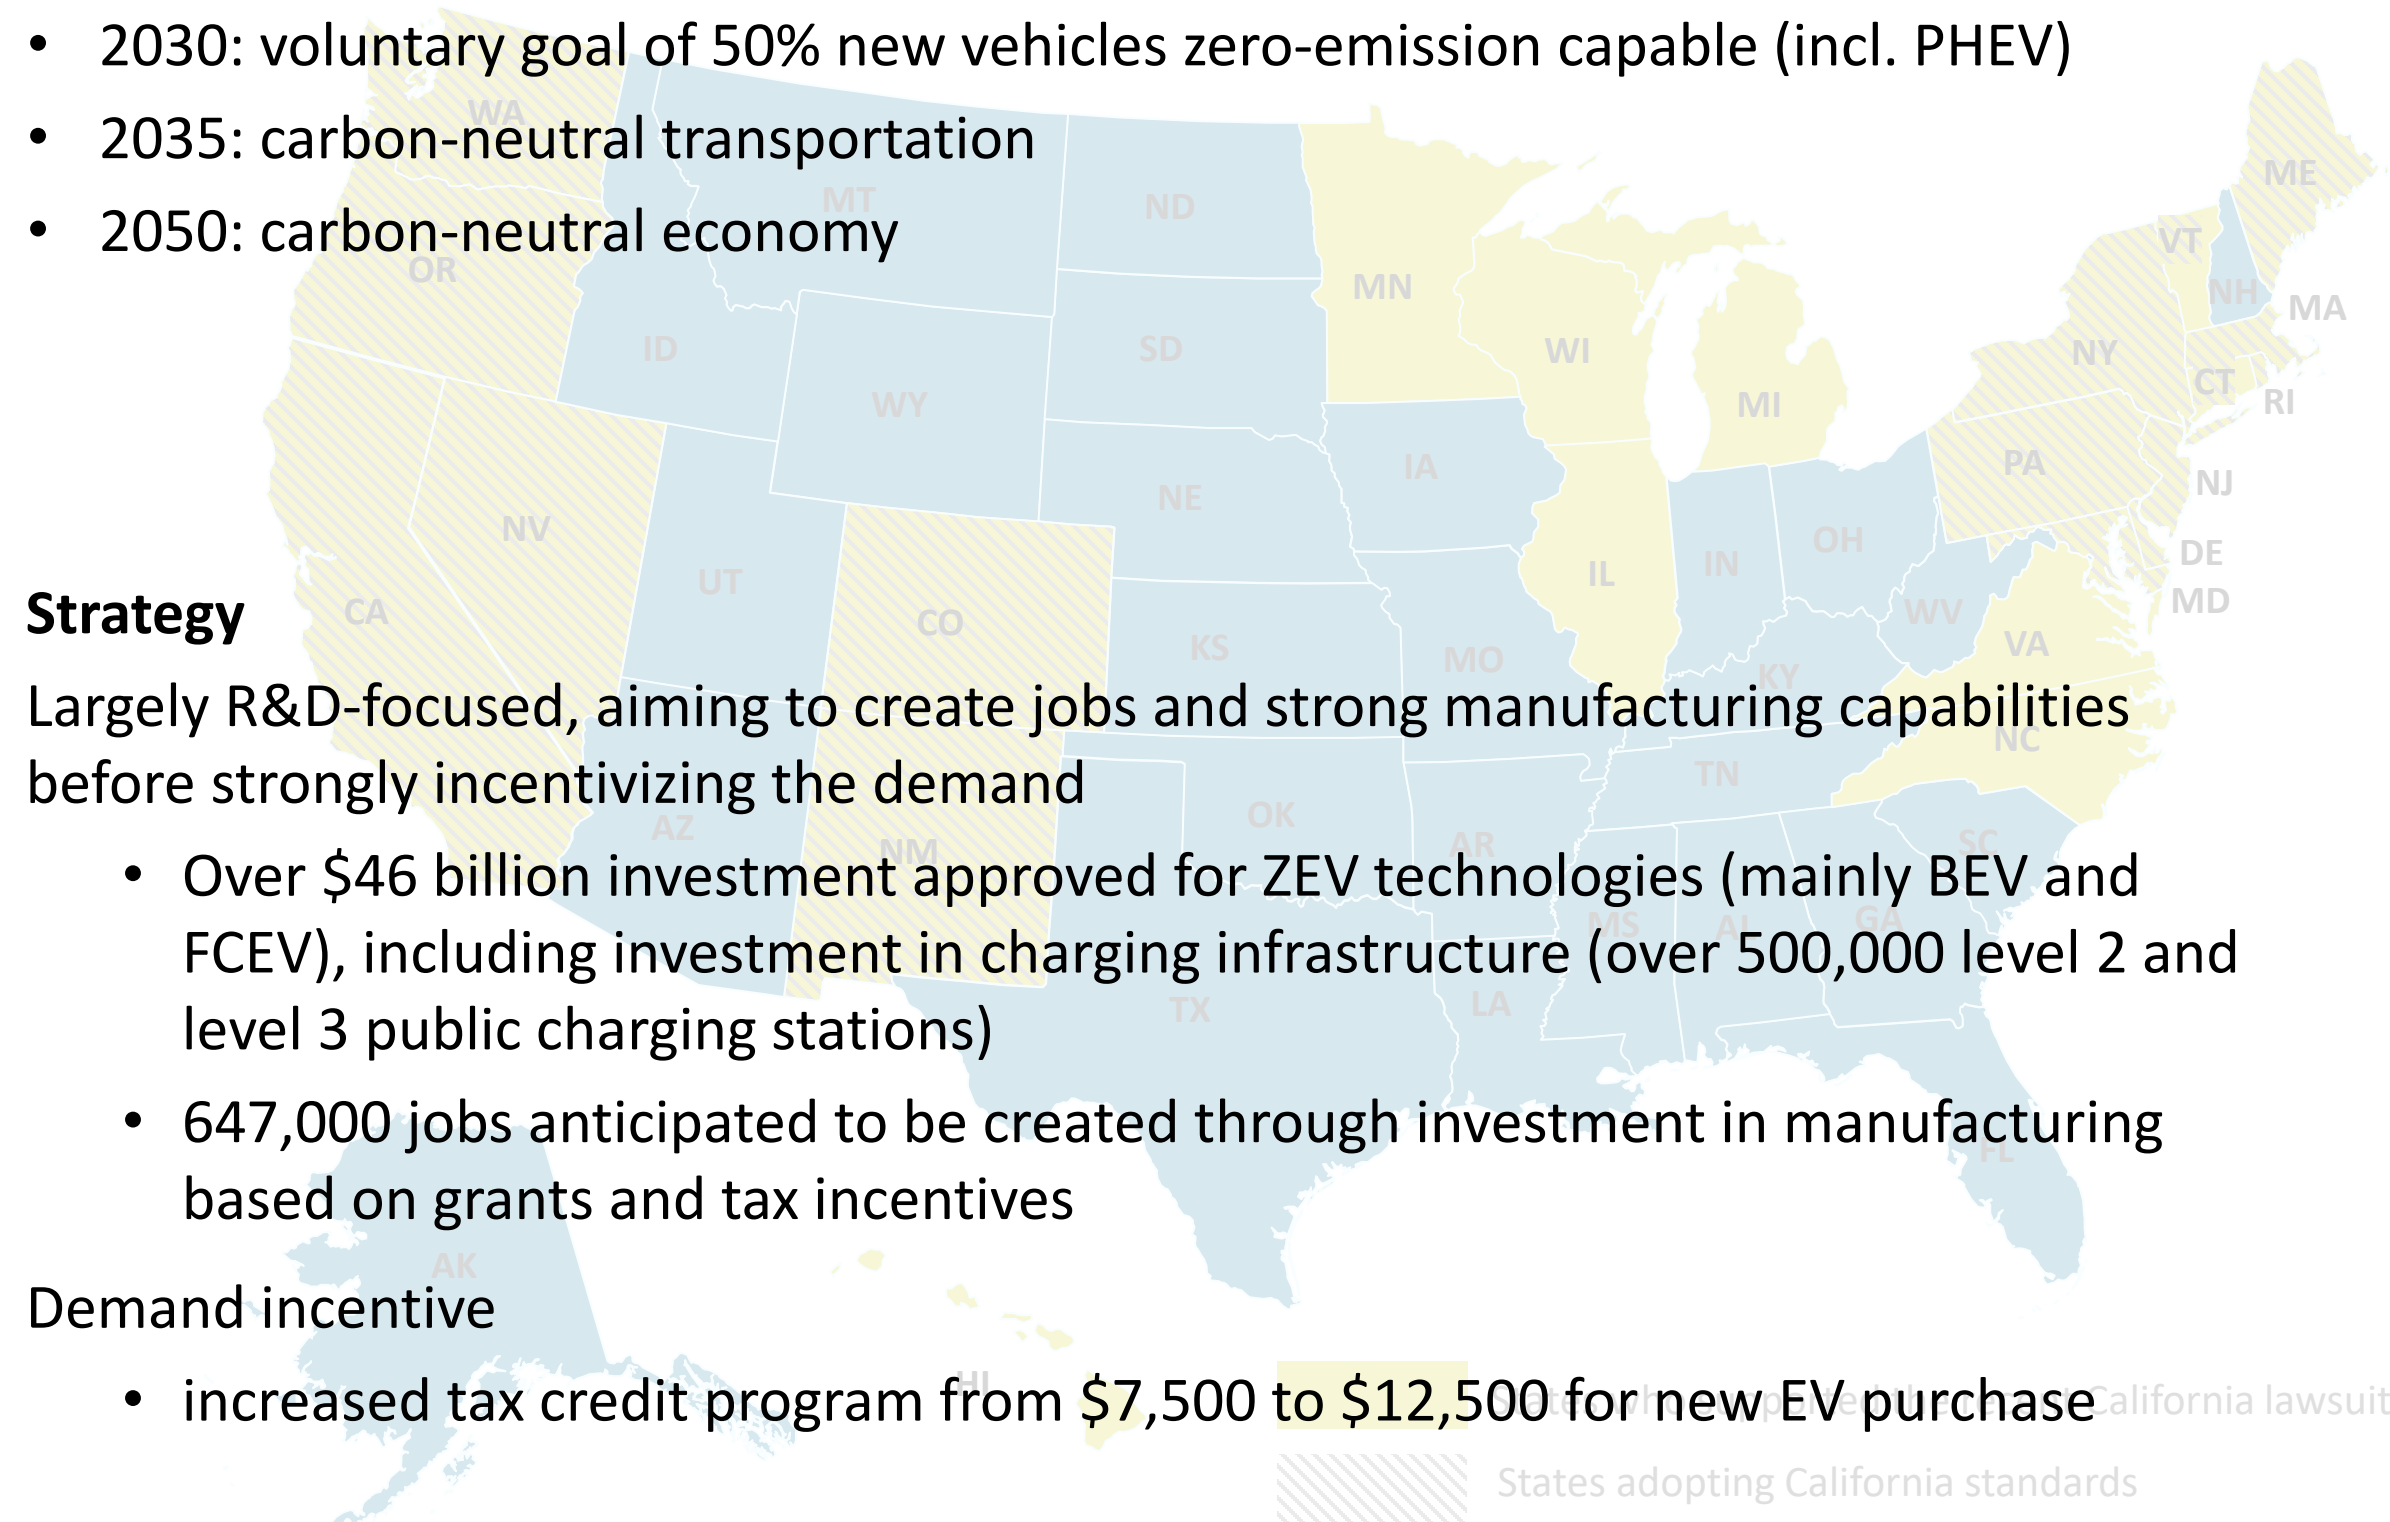 • 2030: voluntary goal of 50% new vehicles zero-emission capable (incl. PHEV)
• 2035: carbon-neutral transportation
• 2050: carbon-neutral economy
Strategy
Largely R&D-focused, aiming to create jobs and strong manufacturing capabilities
before strongly incentivizing the demand
• Over $46 billion investment approved for ZEV technologies (mainly BEV and
FCEV), including investment in charging infrastructure (over 500,000 level 2 and
level 3 public charging stations)
• 647,000 jobs anticipated to be created through investment in manufacturing
based on grants and tax incentives
Demand incentive
• increased tax credit program from $7,500 to $12,500 for new EV purchase
WA
MT
ND
ME
OR
VT
MN
NH
MA
ID
SD
WI
NY
WY
MI
CT
RI
IA
PA
NE
NJ
NV
OH
DE
UT
IN
IL
MD
CA
CO
WV
KS
VA
MO
KY
NC
TN
OK
AZ
AR
SC
NM
MS
AL
GA
TX
LA
FL
AK
HI
States who supported the recent California lawsuit
States adopting California standards